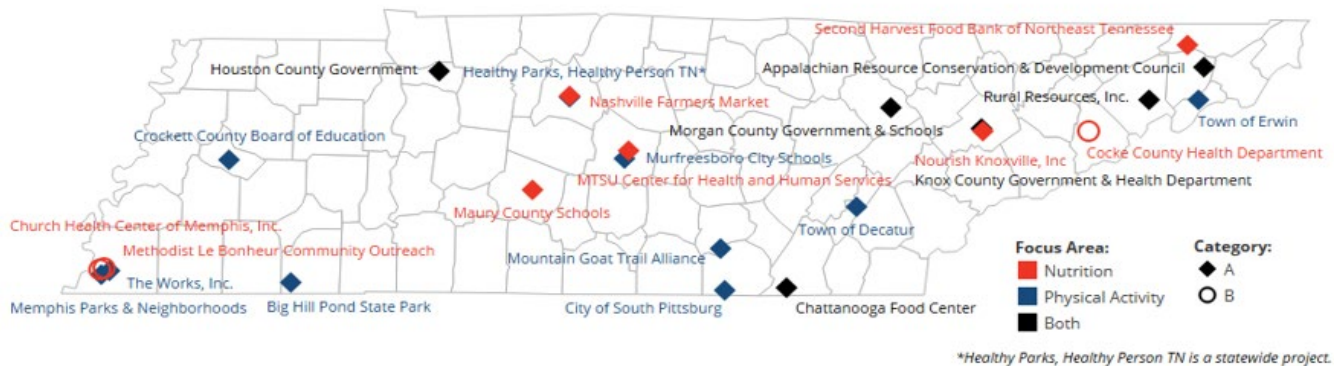 Second Harvest Food Bank of Northeast Tennessee
Houston County Government
Healthy Parks, Healthy Person TN*
Appalachian Resource Conservation & Development Council
Nashville Farmers Market
Rural Resources, Inc.
Crockett County Board of Education
Morgan County Government & Schools
Town of Erwin
Murfreesboro City Schools
Nourish Knoxville, Inc
Cocke County Health Department
MTSU Center for Health and Human Services
Knox County Government & Health Department
Maury County Schools
Church Health Center of Memphis, Inc.
Town of Decatur
Methodist Le Bonheur Community Outreach
Mountain Goat Trail Alliance
The Works, Inc.
Memphis Parks & Neighborhoods
Big Hill Pond State Park
City of South Pittsburg
Chattanooga Food Center
Focus Area:
Nutrition
Physical Activity
Both
Category:
A
B
*Healthy Parks, Healthy Person TN is a statewide project.